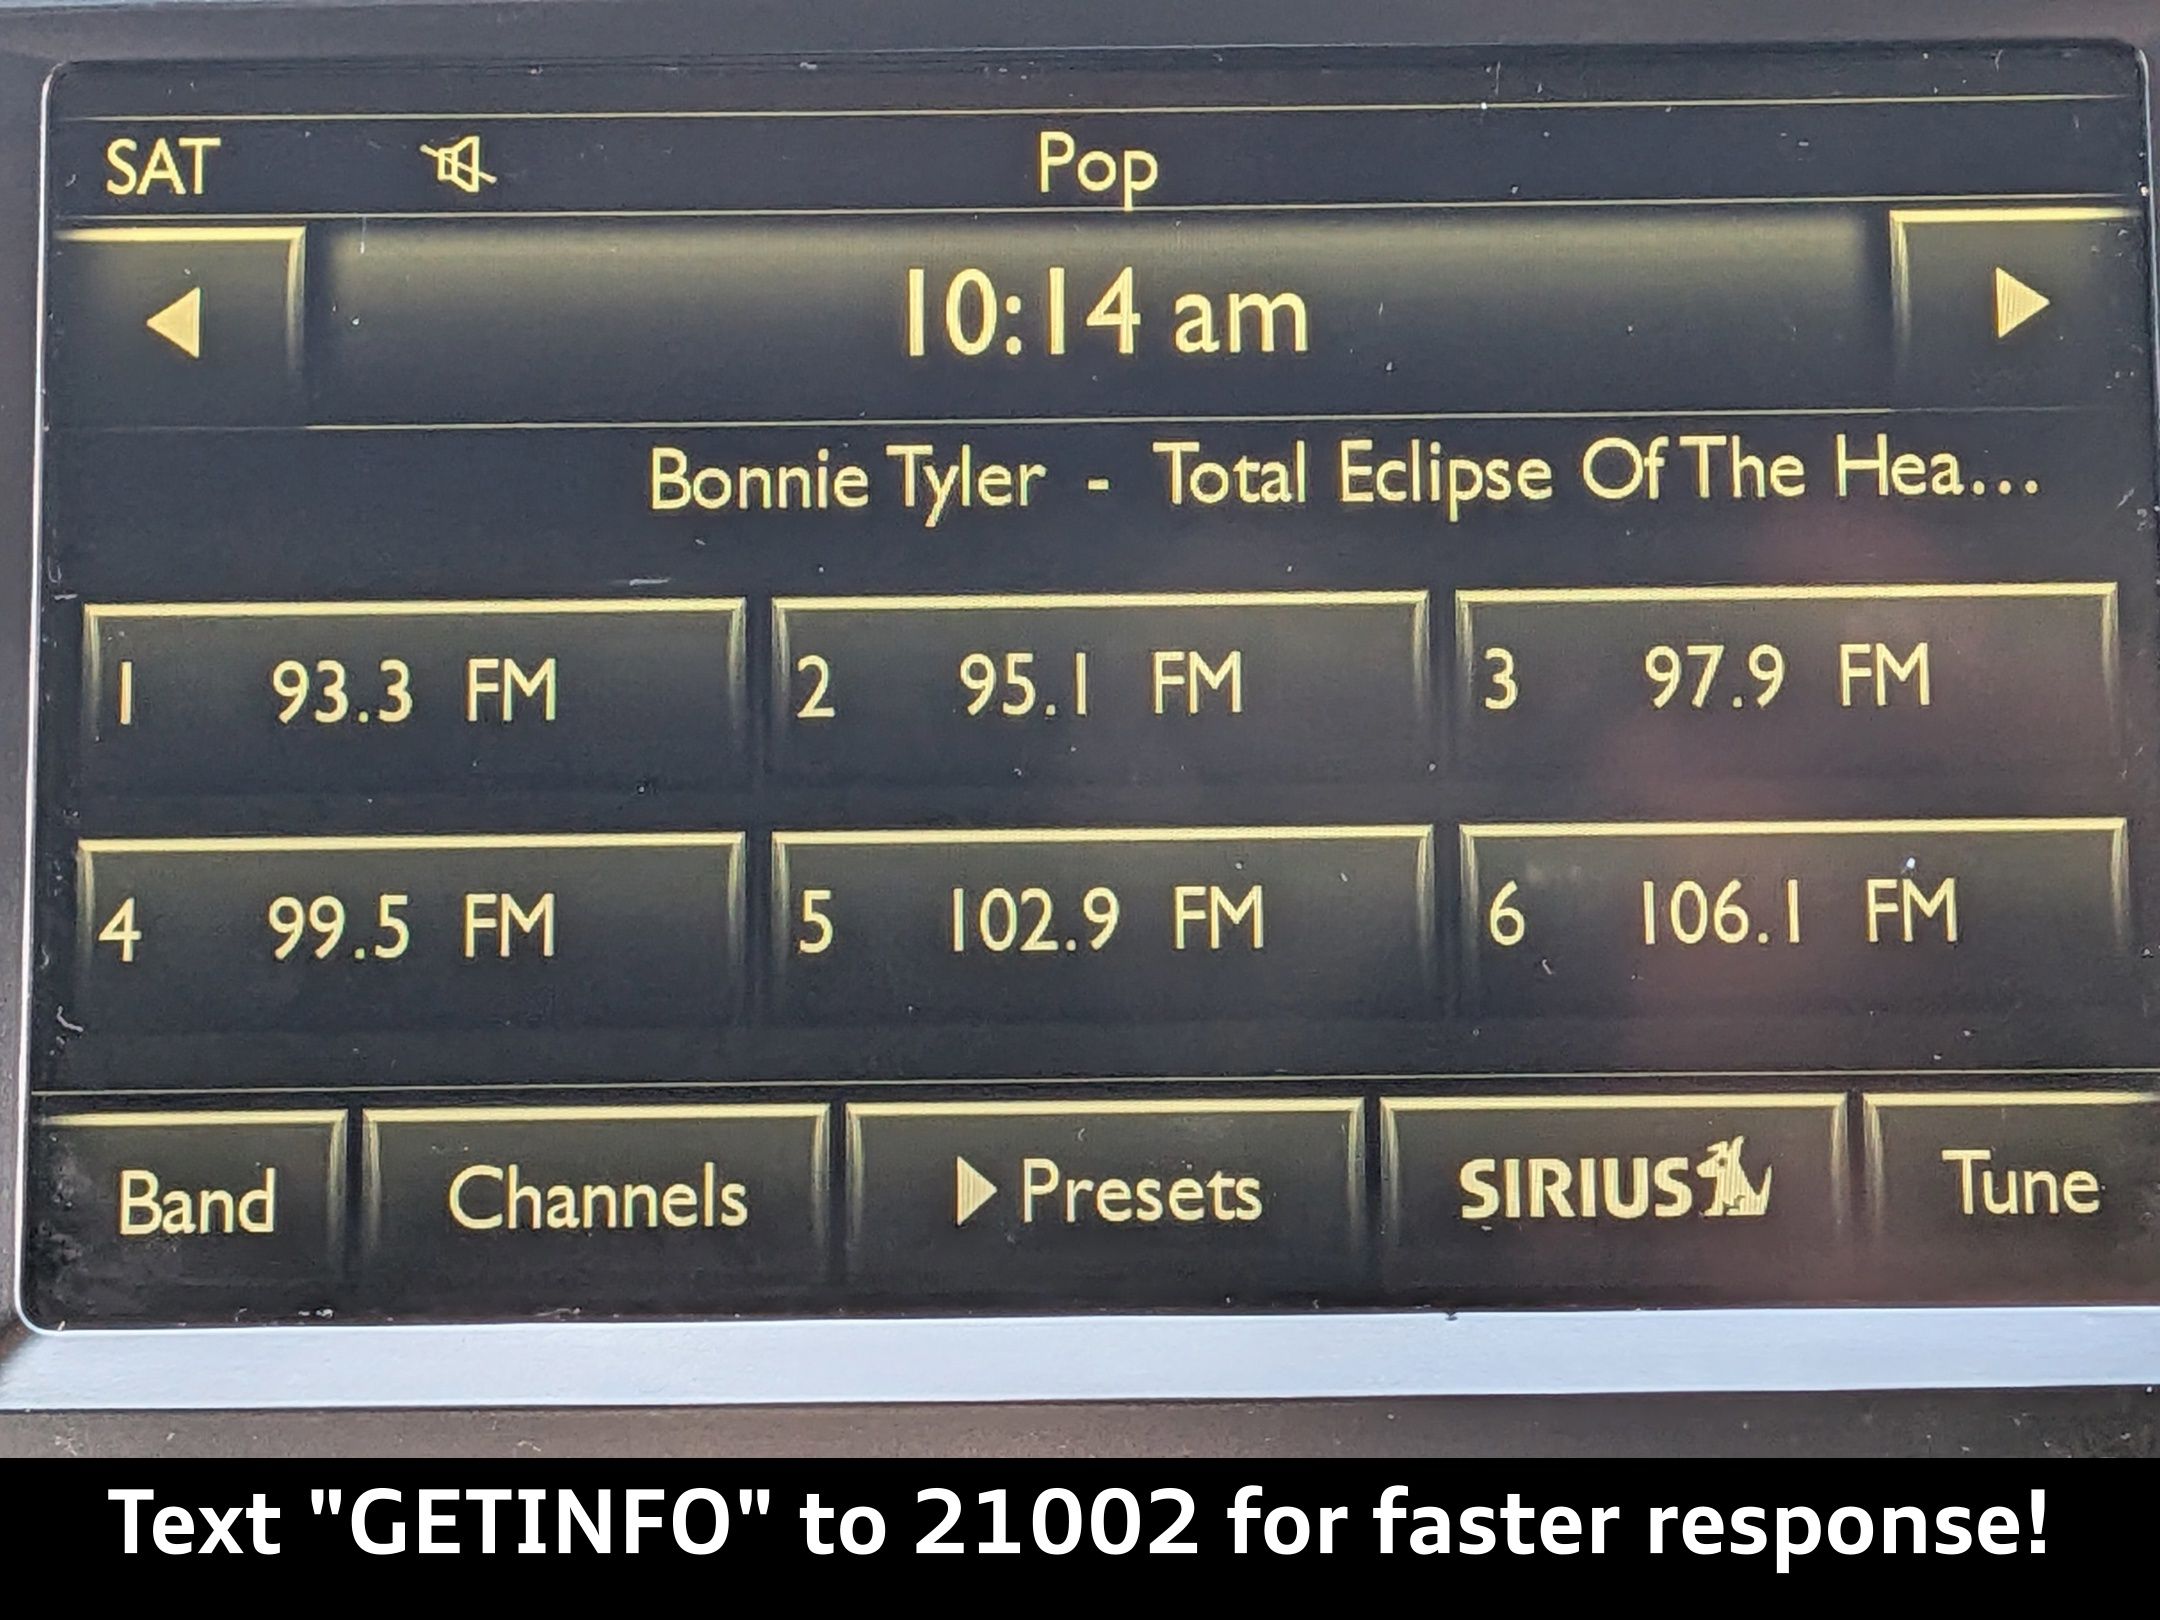 SAT Pop
10:14 am
Bonnie Tyler - Total Eclipse Of The Hea...
1 93.3 FM 2 95.1 FM 3 97.9 FM
4 99.5 FM 5 102.9 FM 6 106.1 FM
Band Channels Presets SIRIUS Tune
Text "GETINFO" to 21002 for faster response!